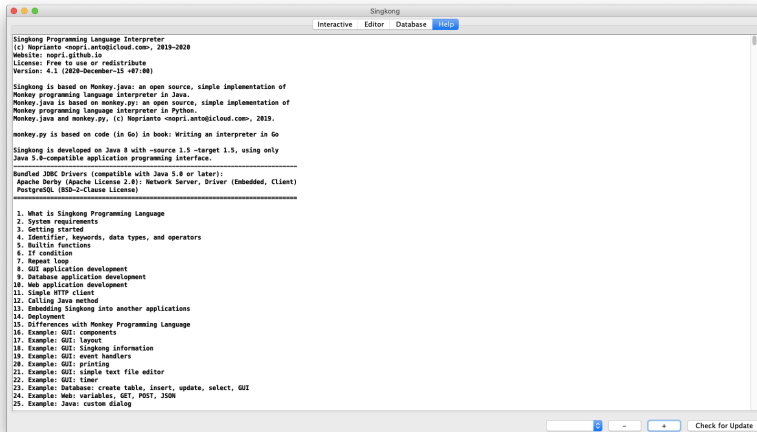 Singkong
Interactive Editor Database Help
Singkong Programming Language Interpreter
(c) Noprianto <nopri.anto@icloud.com>, 2019-2020
Website: nopri.github.io
License: Free to use or redistribute
Version: 4.1 (2020-December-15 +07:00)
Singkong is based on Monkey.java: an open source, simple implementation of
Monkey programming language interpreter in Java.
Monkey.java is based on monkey.py: an open source, simple implementation of
Monkey programming language interpreter in Python.
Monkey.java and monkey.py, (c) Noprianto <nopri.anto@icloud.com>, 2019.
monkey.py is based on code (in Go) in book: Writing an interpreter in Go
Singkong is developed on Java 8 with -source 1.5 -target 1.5, using only
Java 5.0-compatible application programming interface.
Bundled JDBC Drivers (compatible with Java 5.0 or later):
Apache Derby (Apache License 2.0): Network Server, Driver (Embedded, Client)
PostgreSQL (BSD-2-Clause License)
1. What is Singkong Programming Language
2. System requirements
3. Getting started
4. Identifier, keywords, data types, and operators
5. Builtin functions
6. If condition
7. Repeat loop
8. GUI application development
9. Database application development
10. Web application development
11. Simple HTTP client
12. Calling Java method
13. Embedding Singkong into another applications
14. Deployment
15. Differences with Monkey Programming Language
16. Example: GUI: components
17. Example: GUI: layout
18. Example: GUI: Singkong information
19. Example: GUI: event handlers
20. Example: GUI: printing
21. Example: GUI: simple text file editor
22. Example: GUI: timer
23. Example: Database: create table, insert, update, select, GUI
24. Example: Web: variables, GET, POST, JSON
25. Example: Java: custom dialog
- + Check for Update